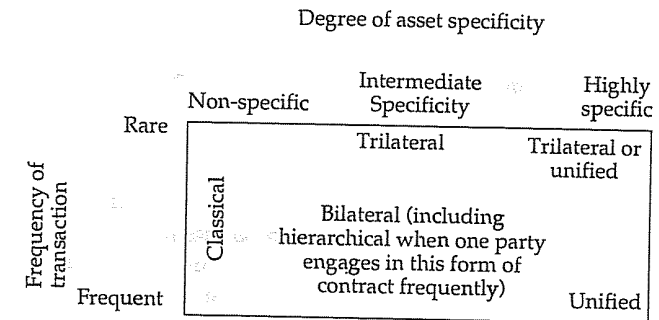 Degree of asset specificity
Non-specific
Intermediate
Specificity
Highly
specific
Rare
Trilateral
Trilateral or
unified
Frequency of
transaction
Classical
Bilateral (including
hierarchical when one party
engages in this form of
contract frequently)
Frequent
Unified